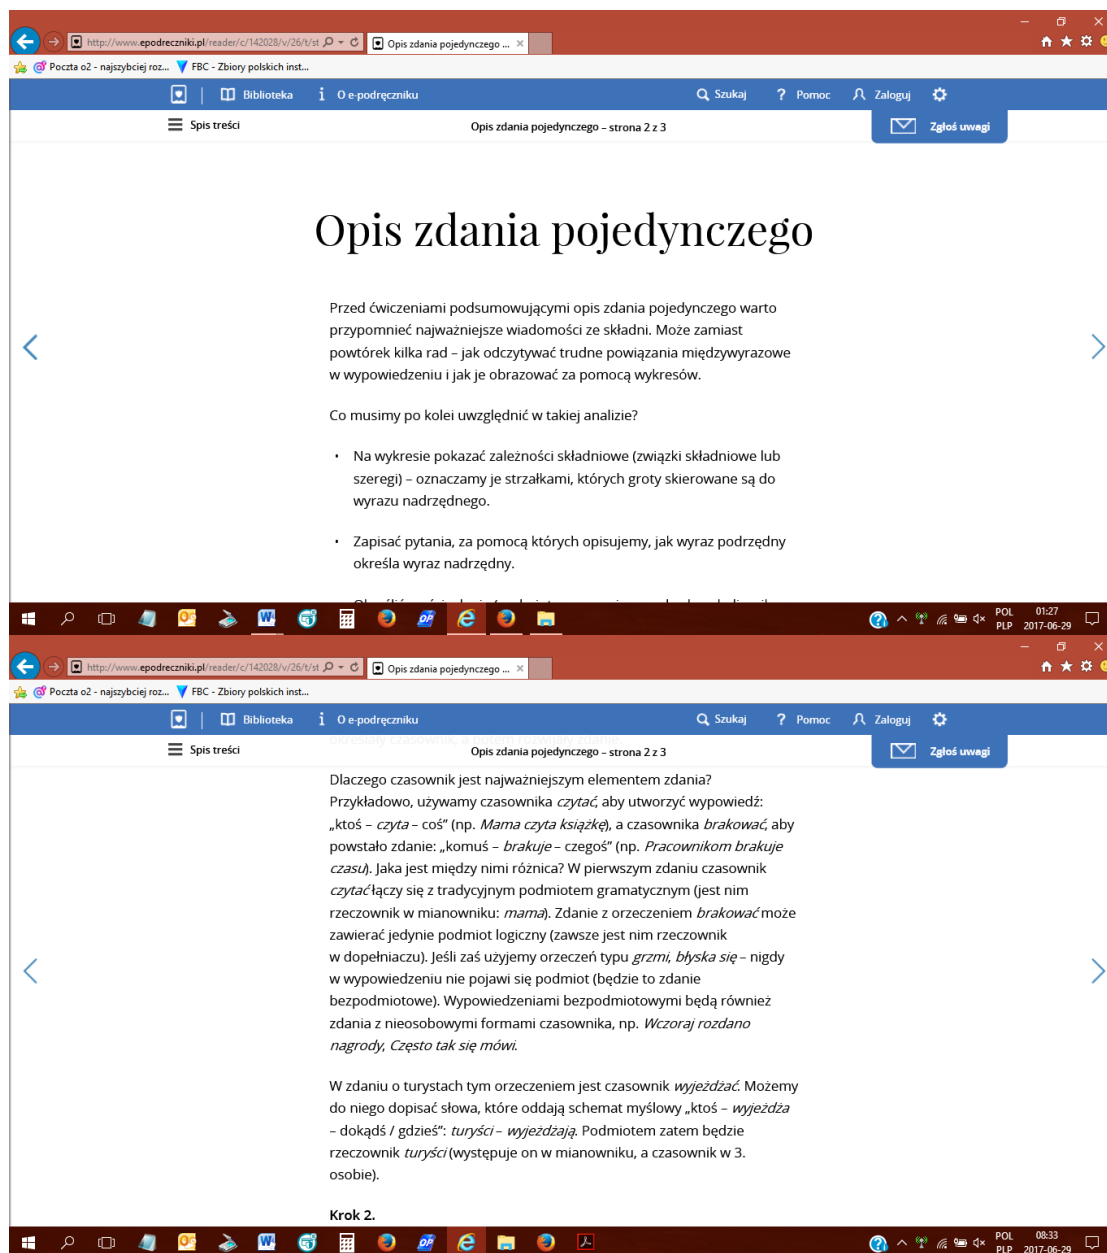 http://www.epodreczniki.pl/reader/c/142028/v/26/t/st
Opis zdania pojedynczego ...
Poczta o2 - najszybciej roz...
FBC - Zbiory polskich inst...
Biblioteka
O e-podręczniku
Szukaj
Pomoc
Zaloguj
Spis treści
Opis zdania pojedynczego – strona 2 z 3
Zgłoś uwagi
Opis zdania pojedynczego
Przed ćwiczeniami podsumowującymi opis zdania pojedynczego warto
przypomnieć najważniejsze wiadomości ze składni. Może zamiast
powtórek kilka rad – jak odczytywać trudne powiązania międzywyrazowe
w wypowiedzeniu i jak je obrazować za pomocą wykresów.
Co musimy po kolei uwzględnić w takiej analizie?
• Na wykresie pokazać zależności składniowe (związki składniowe lub
szeregi) – oznaczamy je strzałkami, których groty skierowane są do
wyrazu nadrzędnego.
• Zapisać pytania, za pomocą których opisujemy, jak wyraz podrzędny
określa wyraz nadrzędny.
POL 01:27
PLP 2017-06-29
http://www.epodreczniki.pl/reader/c/142028/v/26/t/st
Opis zdania pojedynczego ...
Poczta o2 - najszybciej roz...
FBC - Zbiory polskich inst...
Biblioteka
O e-podręczniku
Szukaj
Pomoc
Zaloguj
Spis treści
Opis zdania pojedynczego – strona 2 z 3
Zgłoś uwagi
Dlaczego czasownik jest najważniejszym elementem zdania?
Przykładowo, używamy czasownika czytać, aby utworzyć wypowiedź:
„ktoś – czyta – coś” (np. Mama czyta książkę), a czasownika brakować, aby
powstało zdanie: „komuś – brakuje – czegoś” (np. Pracownikom brakuje
czasu). Jaka jest między nimi różnica? W pierwszym zdaniu czasownik
czytać łączy się z tradycyjnym podmiotem gramatycznym (jest nim
rzeczownik w mianowniku: mama). Zdanie z orzeczeniem brakować może
zawierać jedynie podmiot logiczny (zawsze jest nim rzeczownik
w dopełniaczu). Jeśli zaś użyjemy orzeczeń typu grzmi, błyska się – nigdy
w wypowiedzeniu nie pojawi się podmiot (będzie to zdanie
bezpodmiotowe). Wypowiedzeniami bezpodmiotowymi będą również
zdania z nieosobowymi formami czasownika, np. Wczoraj rozdano
nagrody, Często tak się mówi.
W zdaniu o turystach tym orzeczeniem jest czasownik wyjeżdżać. Możemy
do niego dopisać słowa, które oddają schemat myślowy „ktoś – wyjeżdża
– dokądś / gdzieś”: turyści – wyjeżdżają. Podmiotem zatem będzie
rzeczownik turyści (występuje on w mianowniku, a czasownik w 3.
osobie).
Krok 2.
POL 08:33
PLP 2017-06-29